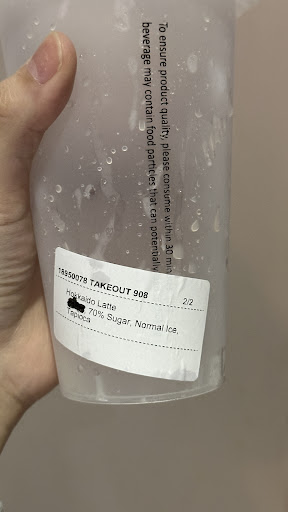 To ensure product quality, please consume within 30 min
beverage may contain food particles that can potentially
18950078 TAKEOUT 908
2/2
Hokkaido Latte
70% Sugar, Normal Ice,
Tapioca